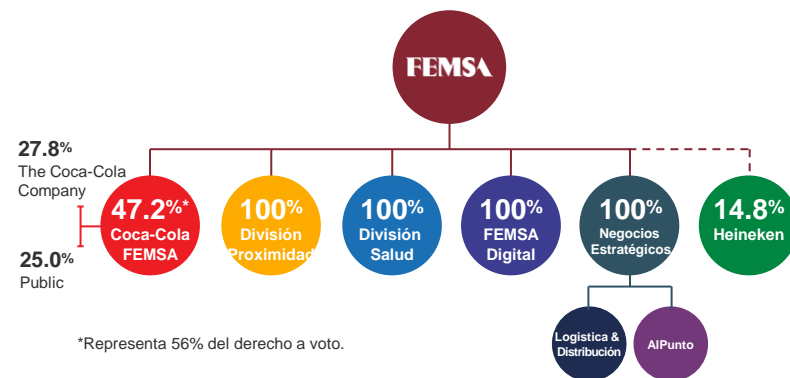 FEMSA
27.8%
The Coca-Cola
Company
25.0%
Public
47.2%*
Coca-Cola
FEMSA
100%
División
Proximidad
100%
División
Salud
100%
FEMSA
Digital
100%
Negocios
Estratégicos
14.8%
Heineken
Logistica &
Distribución
AlPunto
*Representa 56% del derecho a voto.